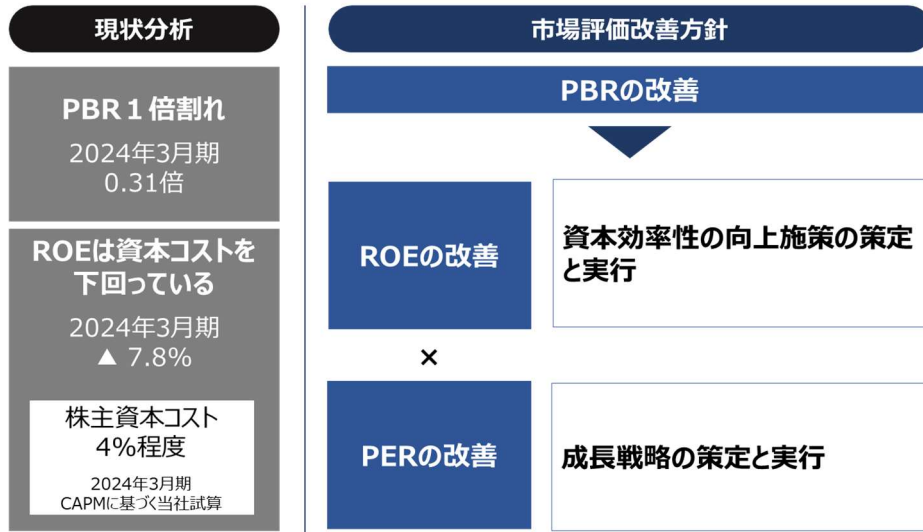 現状分析
PBR１倍割れ
2024年3月期
0.31倍
ROEは資本コストを
下回っている
2024年3月期
▲ 7.8%
株主資本コスト
4%程度
2024年3月期
CAPMに基づく当社試算
市場評価改善方針
PBRの改善
ROEの改善
資本効率性の向上施策の策定
と実行
×
PERの改善
成長戦略の策定と実行